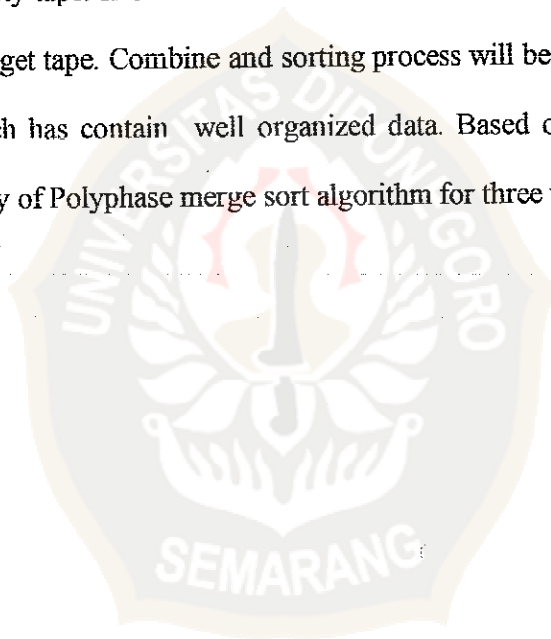 get tape. Combine and sorting process will be
h has contain well organized data. Based
y of Polyphase merge sort algorithm for three
UNIVERSITAS DIPONEGORO
SEMARANG